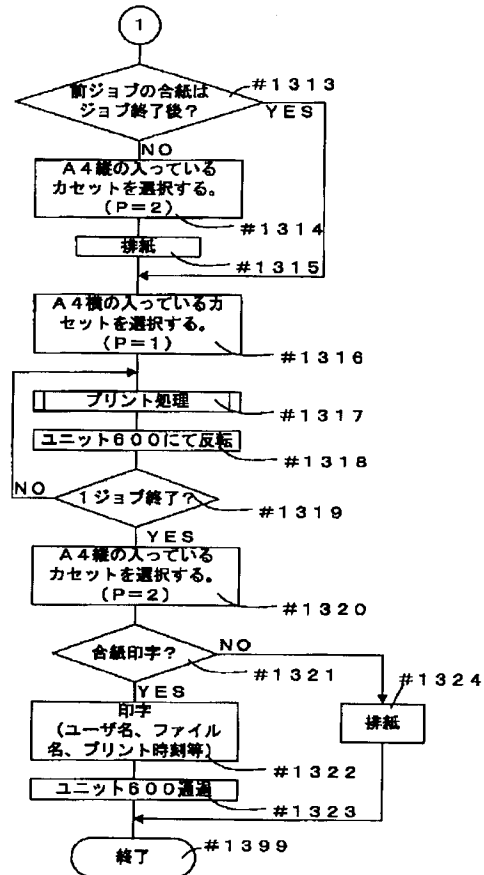 1
前ジョブの合紙は
ジョブ終了後？
#1313
YES
NO
A4縦の入っている
カセットを選択する。
（P＝2）
#1314
排紙
#1315
A4横の入っているカ
セットを選択する。
（P＝1）
#1316
プリント処理
#1317
ユニット600にて反転
#1318
NO
1ジョブ終了？
#1319
YES
A4縦の入っている
カセットを選択する。
（P＝2）
#1320
合紙印字？
NO
#1321
#1324
YES
印字
（ユーザ名、ファイル
名、プリント時刻等）
#1322
排紙
ユニット600通過
#1323
終了
#1399